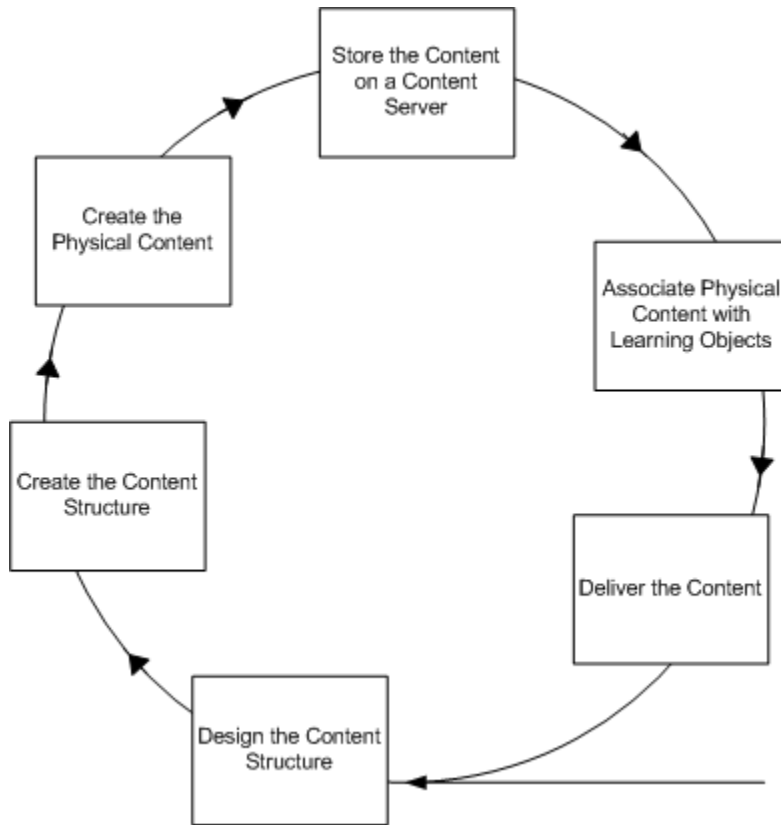 Store the Content
on a Content
Server
Create the
Physical Content
Associate Physical
Content with
Learning Objects
Create the Content
Structure
Deliver the Content
Design the Content
Structure